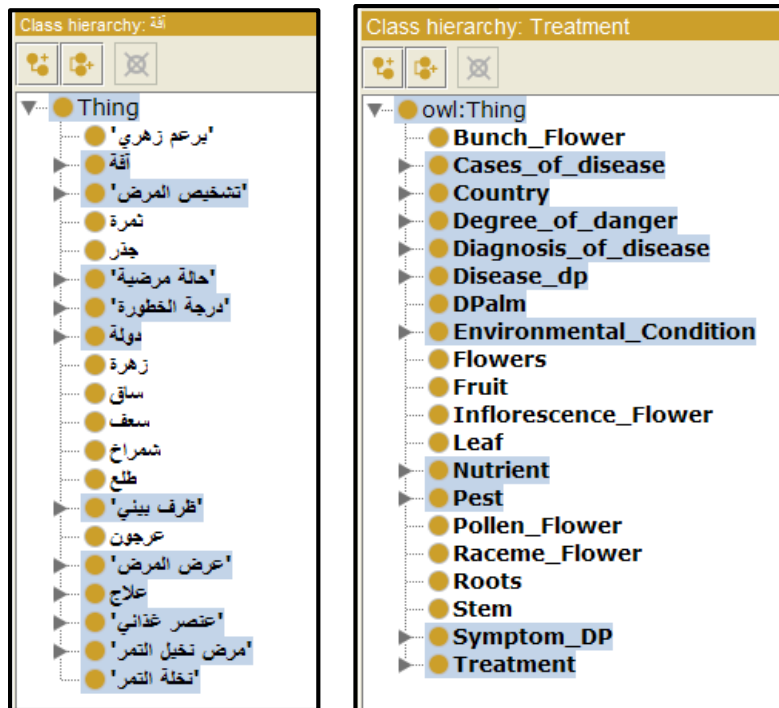 Class hierarchy: آفة
Thing
'برعم زهري'
آفة
'تشخيص المرض'
ثمرة
جذر
'حالة مرضية'
'درجة الخطورة'
دولة
زهرة
ساق
سعف
شمراخ
طلع
'ظرف بيئي'
عرجون
'عرض المرض'
علاج
'عنصر غذائي'
'مرض نخيل التمر'
'نخلة التمر'
Class hierarchy: Treatment
owl:Thing
Bunch_Flower
Cases_of_disease
Country
Degree_of_danger
Diagnosis_of_disease
Disease_dp
DPalm
Environmental_Condition
Flowers
Fruit
Inflorescence_Flower
Leaf
Nutrient
Pest
Pollen_Flower
Raceme_Flower
Roots
Stem
Symptom_DP
Treatment